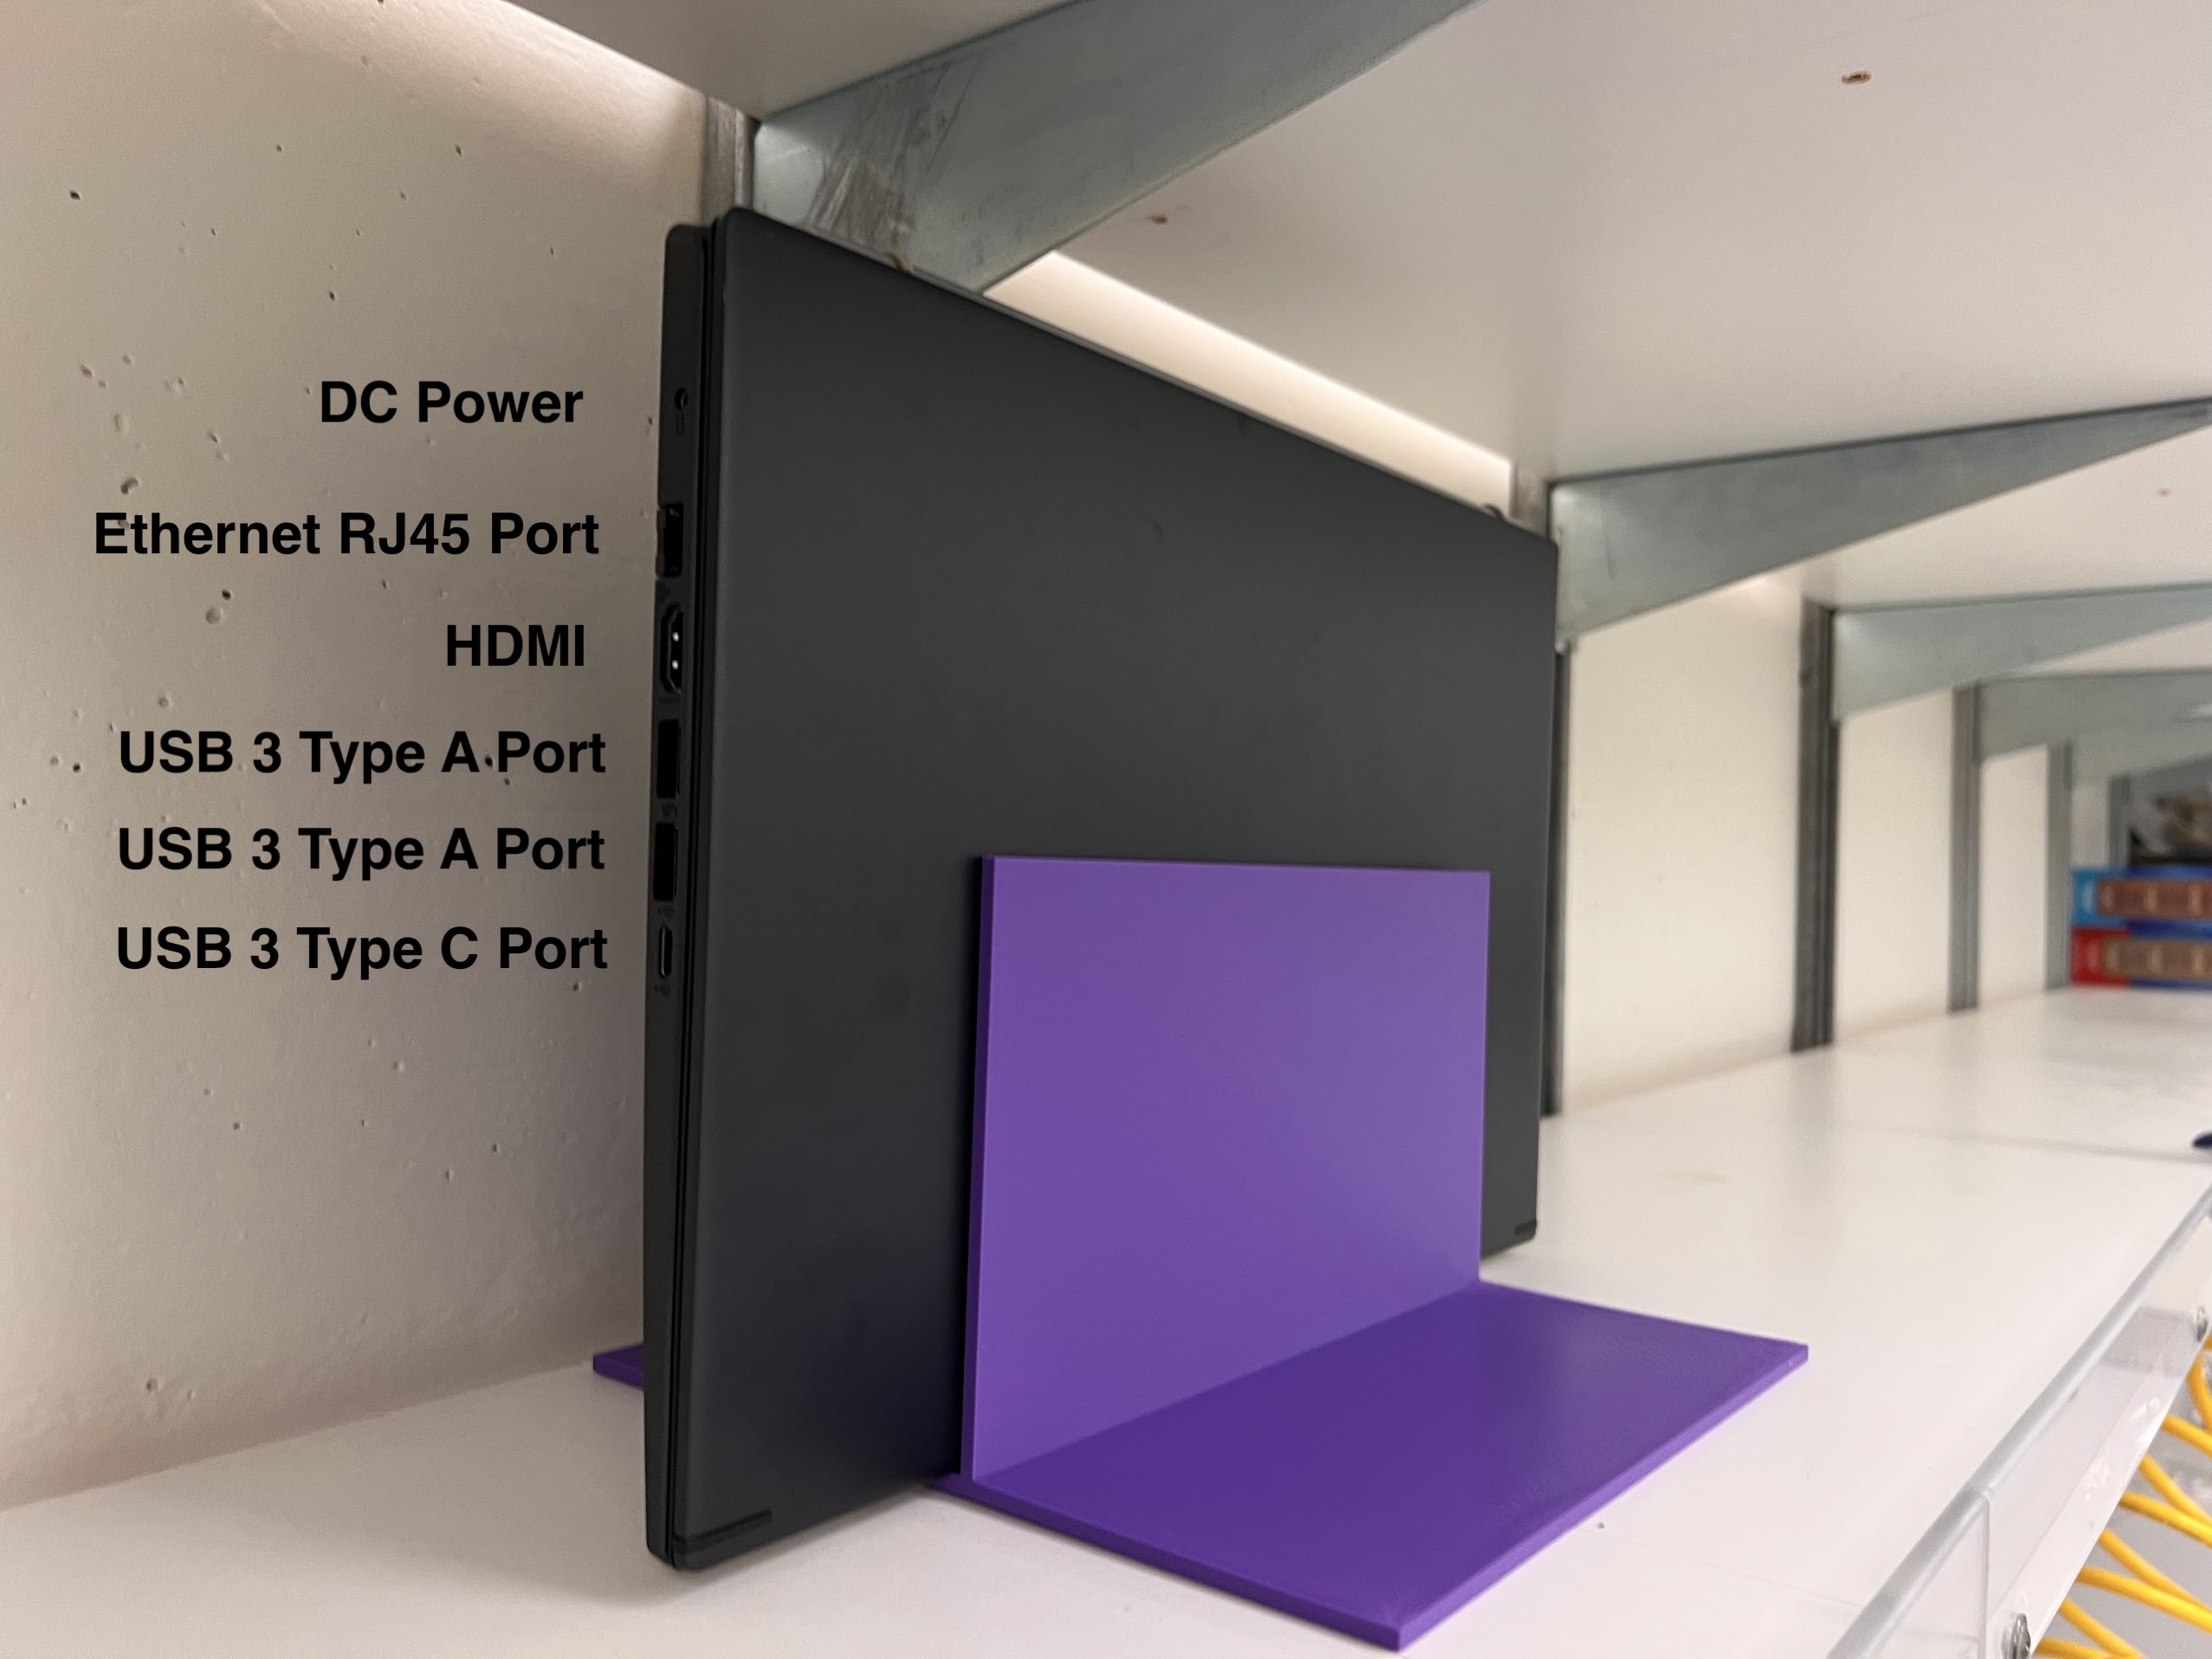 DC Power
Ethernet RJ45 Port
HDMI
USB 3 Type A Port
USB 3 Type A Port
USB 3 Type C Port